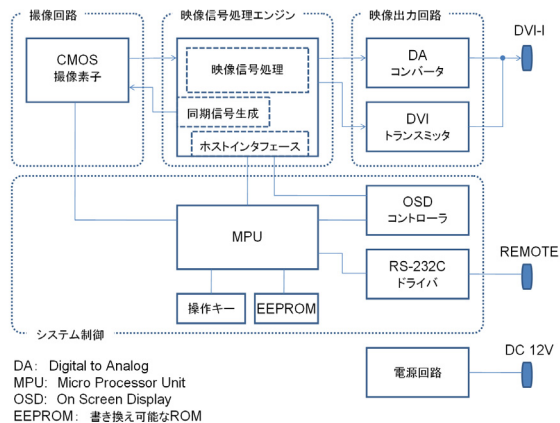 撮像回路
映像信号処理エンジン
映像出力回路
DVI-I
CMOS
撮像素子
映像信号処理
同期信号生成
ホストインタフェース
DA
コンバータ
DVI
トランスミッタ
MPU
OSD
コントローラ
RS-232C
ドライバ
REMOTE
操作キー
EEPROM
システム制御
電源回路
DC 12V
DA: Digital to Analog
MPU: Micro Processor Unit
OSD: On Screen Display
EEPROM: 書き換え可能なROM